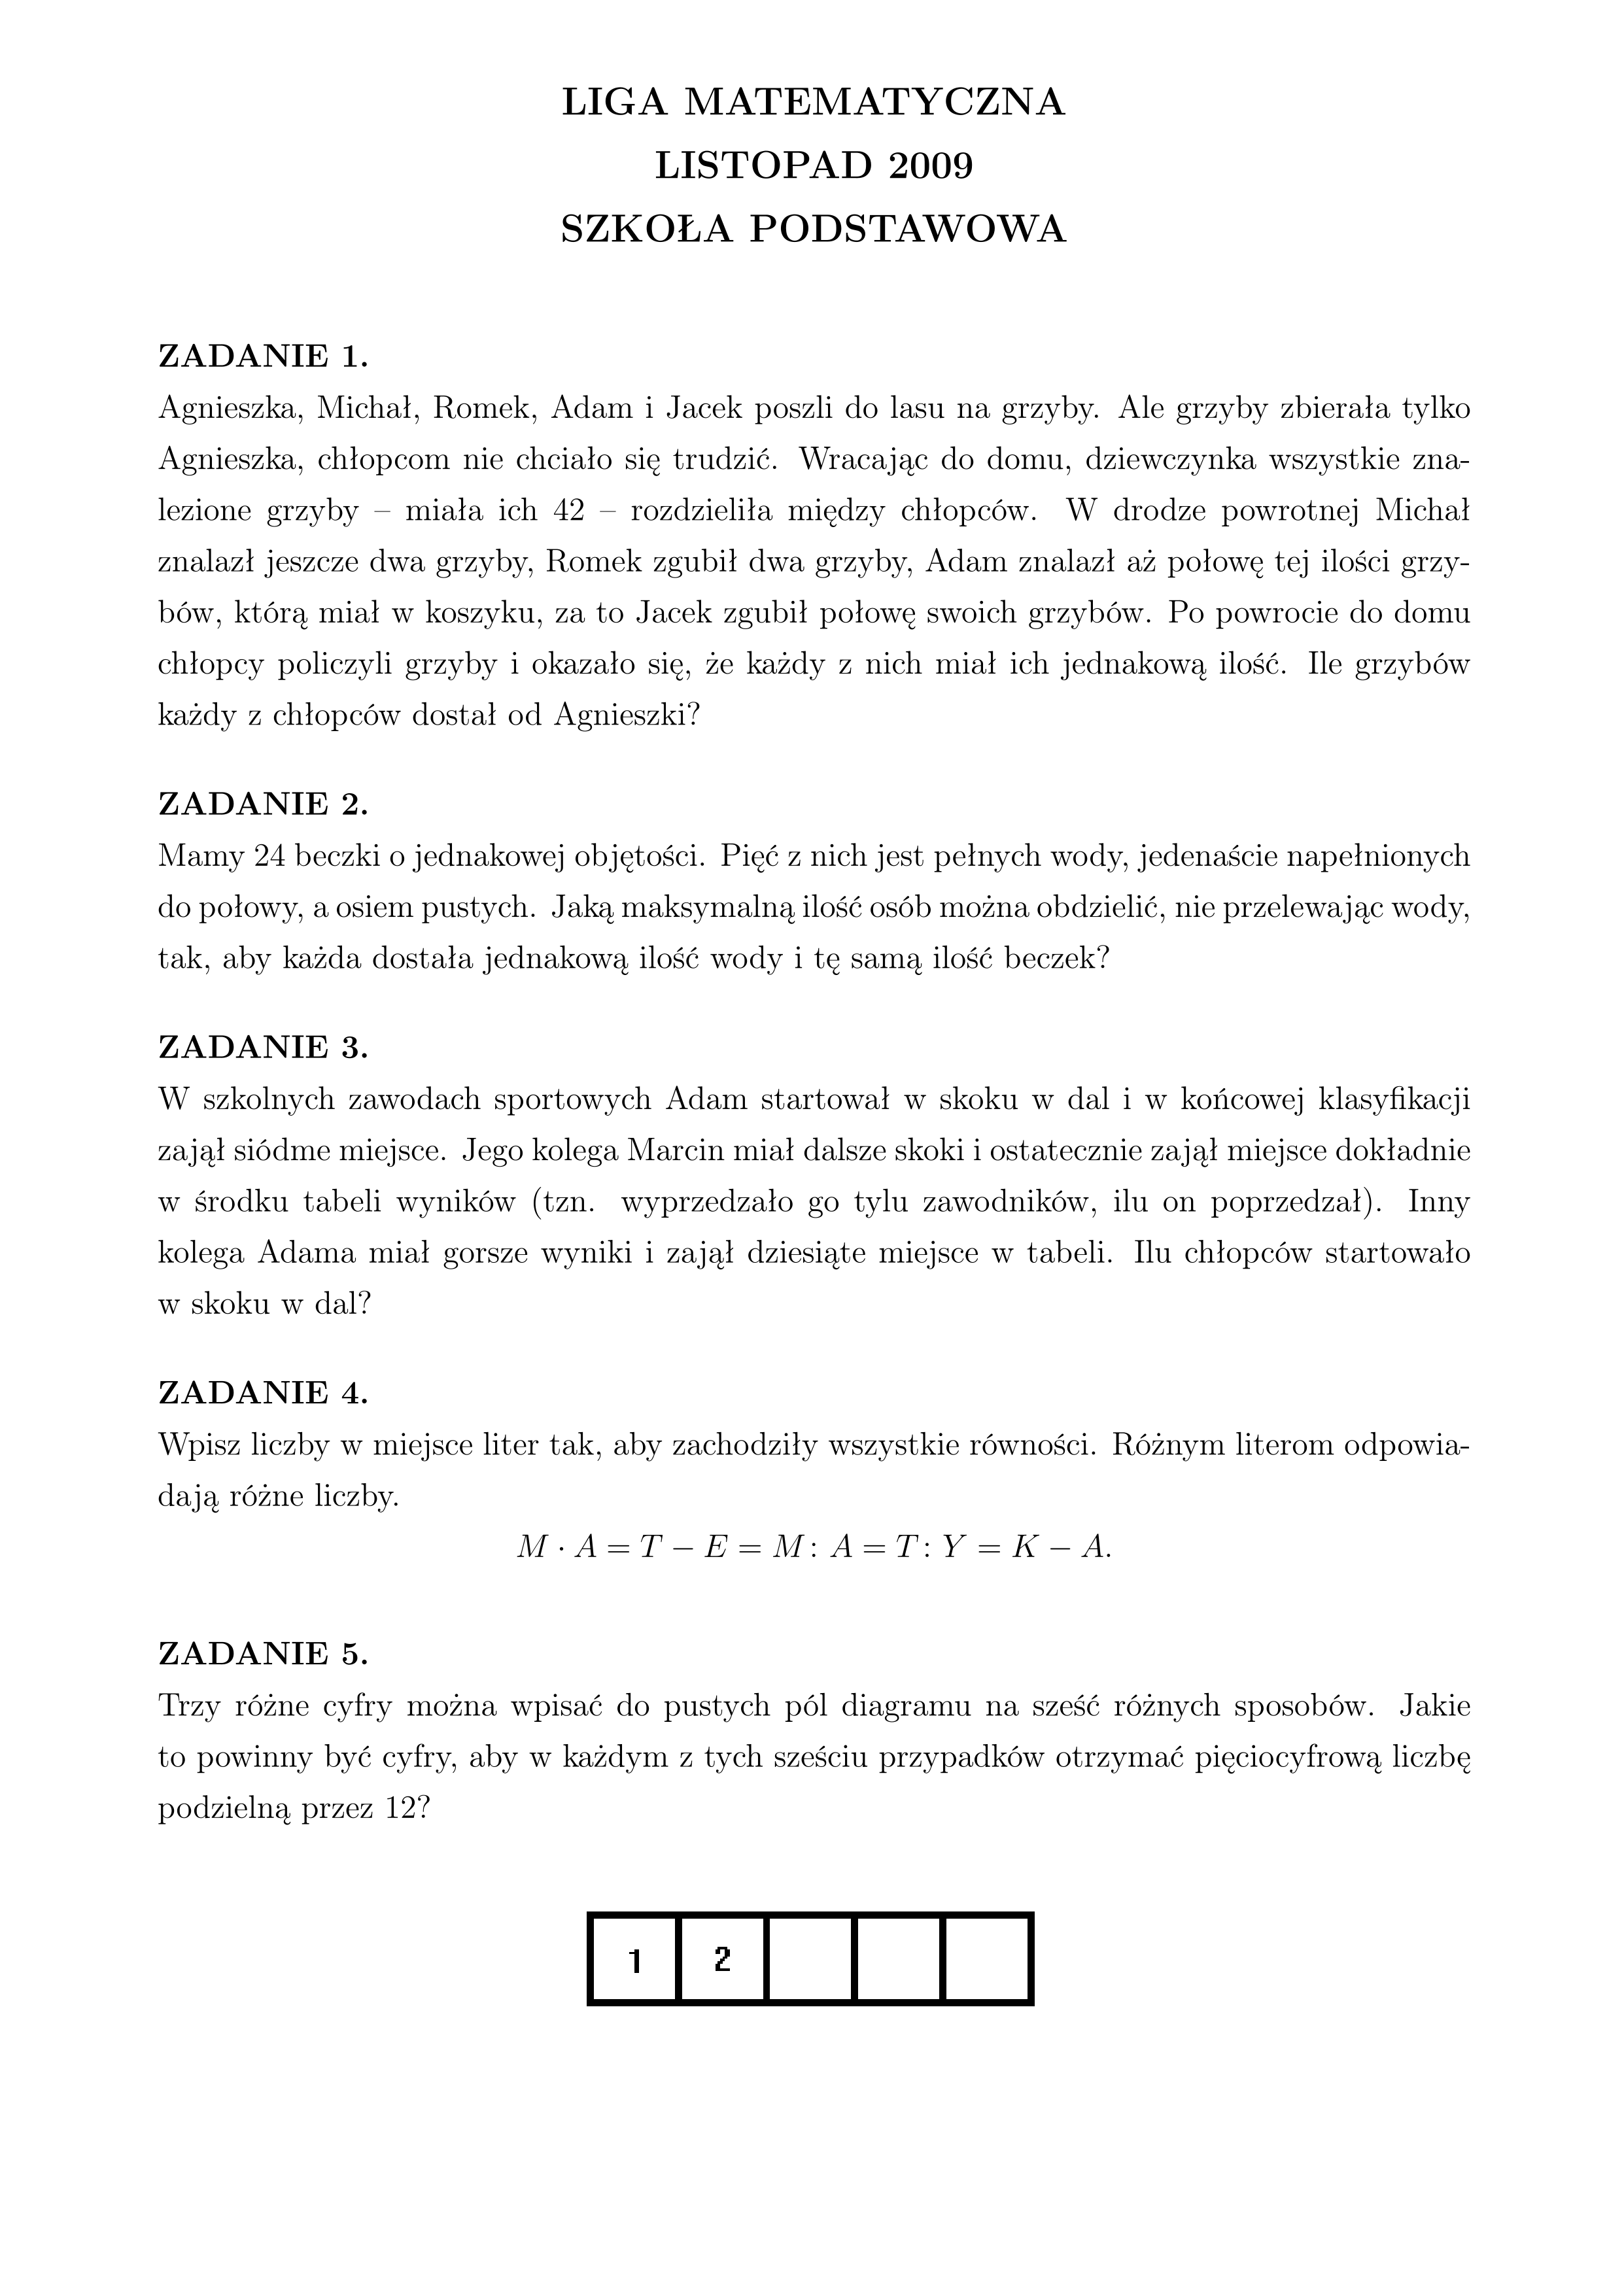 LIGA MATEMATYCZNA
LISTOPAD 2009
SZKOŁA PODSTAWOWA
ZADANIE 1.
Agnieszka, Michał, Romek, Adam i Jacek poszli do lasu na grzyby. Ale grzyby zbierała tylko
Agnieszka, chłopcom nie chciało się trudzić. Wracając do domu, dziewczynka wszystkie zna-
lezione grzyby – miała ich 42 – rozdzieliła między chłopców. W drodze powrotnej Michał
znalazł jeszcze dwa grzyby, Romek zgubił dwa grzyby, Adam znalazł aż połowę tej ilości grzy-
bów, którą miał w koszyku, za to Jacek zgubił połowę swoich grzybów. Po powrocie do domu
chłopcy policzyli grzyby i okazało się, że każdy z nich miał ich jednakową ilość. Ile grzybów
każdy z chłopców dostał od Agnieszki?
ZADANIE 2.
Mamy 24 beczki o jednakowej objętości. Pięć z nich jest pełnych wody, jedenaście napełnionych
do połowy, a osiem pustych. Jaką maksymalną ilość osób można obdzielić, nie przelewając wody,
tak, aby każda dostała jednakową ilość wody i tę samą ilość beczek?
ZADANIE 3.
W szkolnych zawodach sportowych Adam startował w skoku w dal i w końcowej klasyfikacji
zajął siódme miejsce. Jego kolega Marcin miał dalsze skoki i ostatecznie zajął miejsce dokładnie
w środku tabeli wyników (tzn. wyprzedzało go tylu zawodników, ilu on poprzedzał). Inny
kolega Adama miał gorsze wyniki i zajął dziesiąte miejsce w tabeli. Ilu chłopców startowało
w skoku w dal?
ZADANIE 4.
Wpisz liczby w miejsce liter tak, aby zachodziły wszystkie równości. Różnym literom odpowia-
dają różne liczby.
M · A = T − E = M : A = T : Y = K − A.
ZADANIE 5.
Trzy różne cyfry można wpisać do pustych pól diagramu na sześć różnych sposobów. Jakie
to powinny być cyfry, aby w każdym z tych sześciu przypadków otrzymać pięciocyfrową liczbę
podzielną przez 12?
1 2